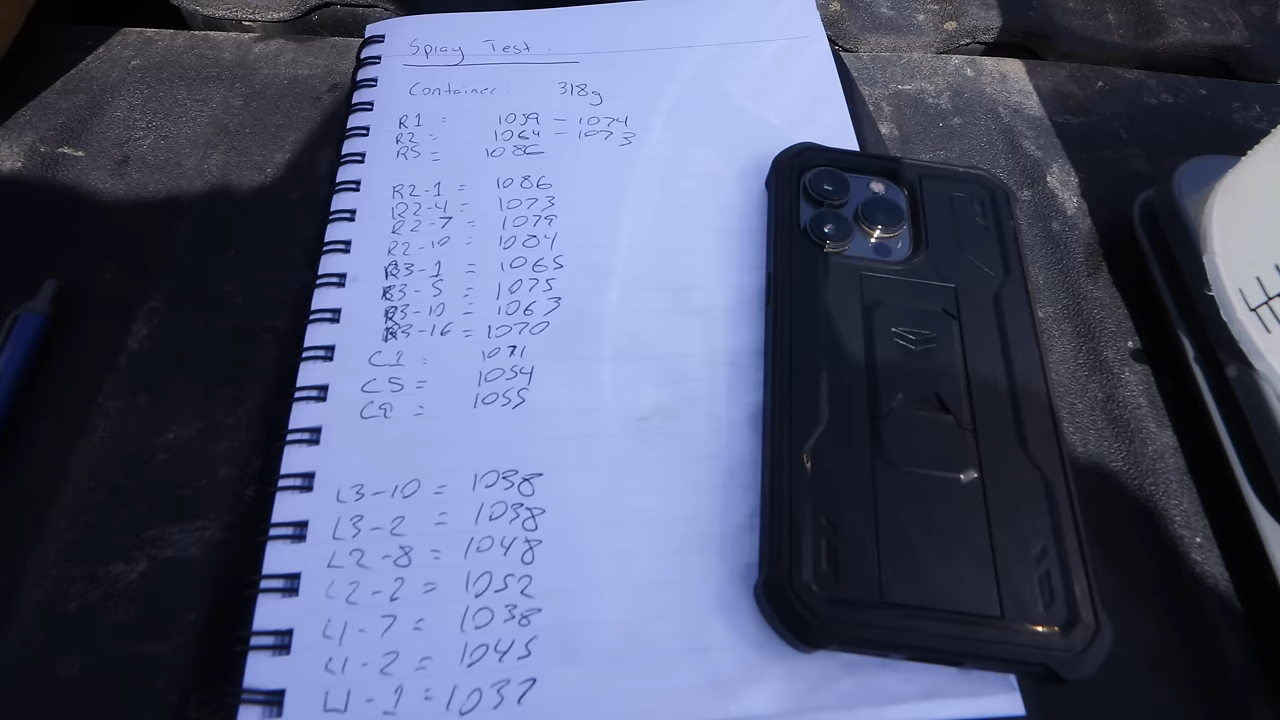 Spray Test
Container: 318g
R1 = 1059 - 1074
R2 = 1064 - 1073
R5 = 1086
R2-1 = 1086
R2-4 = 1073
R2-7 = 1079
R2-10 = 1084
R3-1 = 1065
R3-5 = 1075
R3-10 = 1063
R3-16 = 1070
C1 = 1071
C5 = 1054
C9 = 1055
L3-10 = 1038
L3-2 = 1038
L2-8 = 1048
L2-2 = 1052
L1-7 = 1038
L1-2 = 1045
L1-1 = 1037